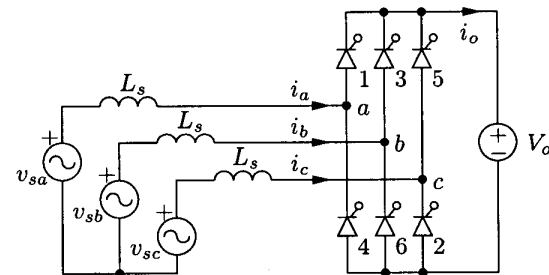 i_o
1 3 5
L_s i_a a
+ L_s i_b b
v_sa
+ L_s i_c c
v_sb
+
v_sc
4 6 2
+
− V_o